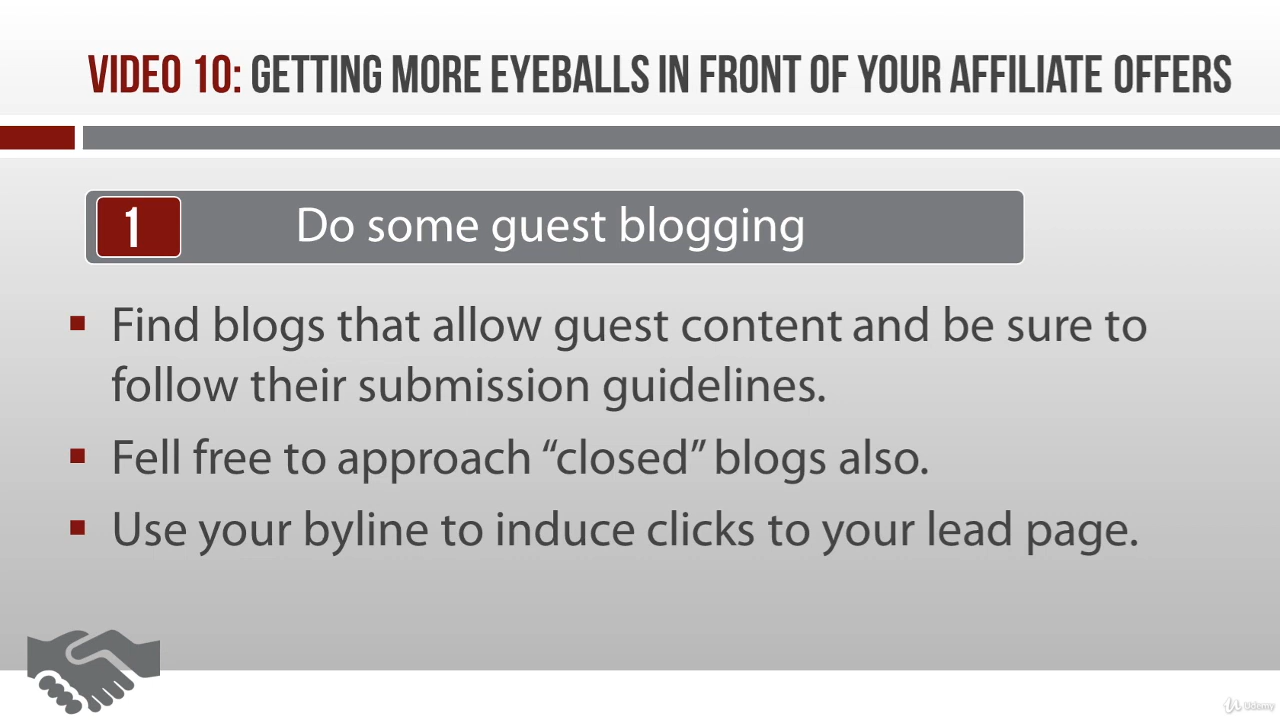 VIDEO 10: GETTING MORE EYEBALLS IN FRONT OF YOUR AFFILIATE OFFERS
1 Do some guest blogging
Find blogs that allow guest content and be sure to
follow their submission guidelines.
Fell free to approach “closed” blogs also.
Use your byline to induce clicks to your lead page.
Udemy